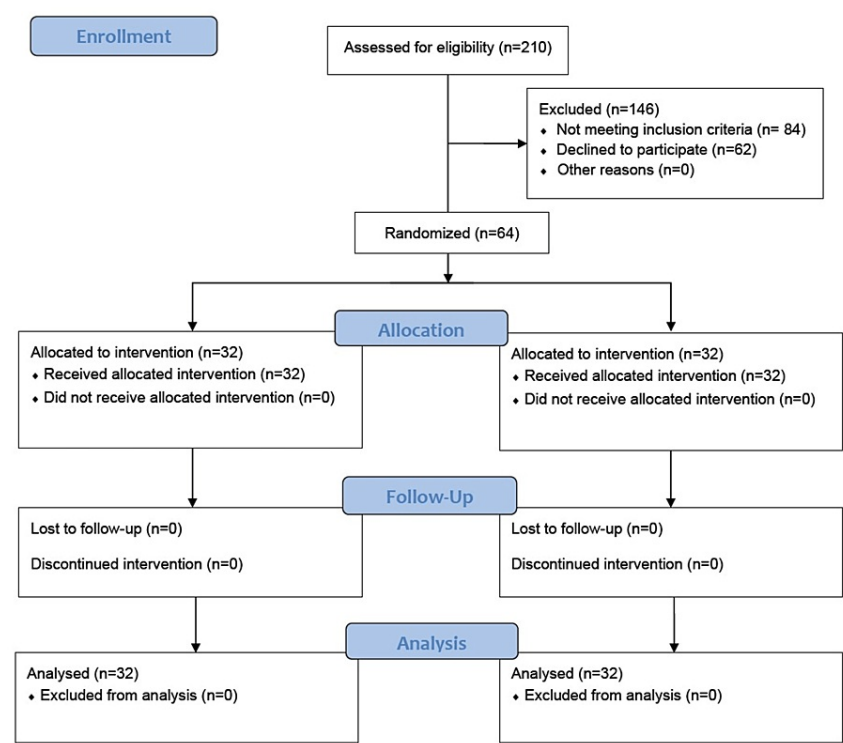 Enrollment
Assessed for eligibility (n=210)
Excluded (n=146)
⬧ Not meeting inclusion criteria (n= 84)
⬧ Declined to participate (n=62)
⬧ Other reasons (n=0)
Randomized (n=64)
Allocation
Allocated to intervention (n=32)
⬧ Received allocated intervention (n=32)
⬧ Did not receive allocated intervention (n=0)
Allocated to intervention (n=32)
⬧ Received allocated intervention (n=32)
⬧ Did not receive allocated intervention (n=0)
Follow-Up
Lost to follow-up (n=0)
Discontinued intervention (n=0)
Lost to follow-up (n=0)
Discontinued intervention (n=0)
Analysis
Analysed (n=32)
⬧ Excluded from analysis (n=0)
Analysed (n=32)
⬧ Excluded from analysis (n=0)